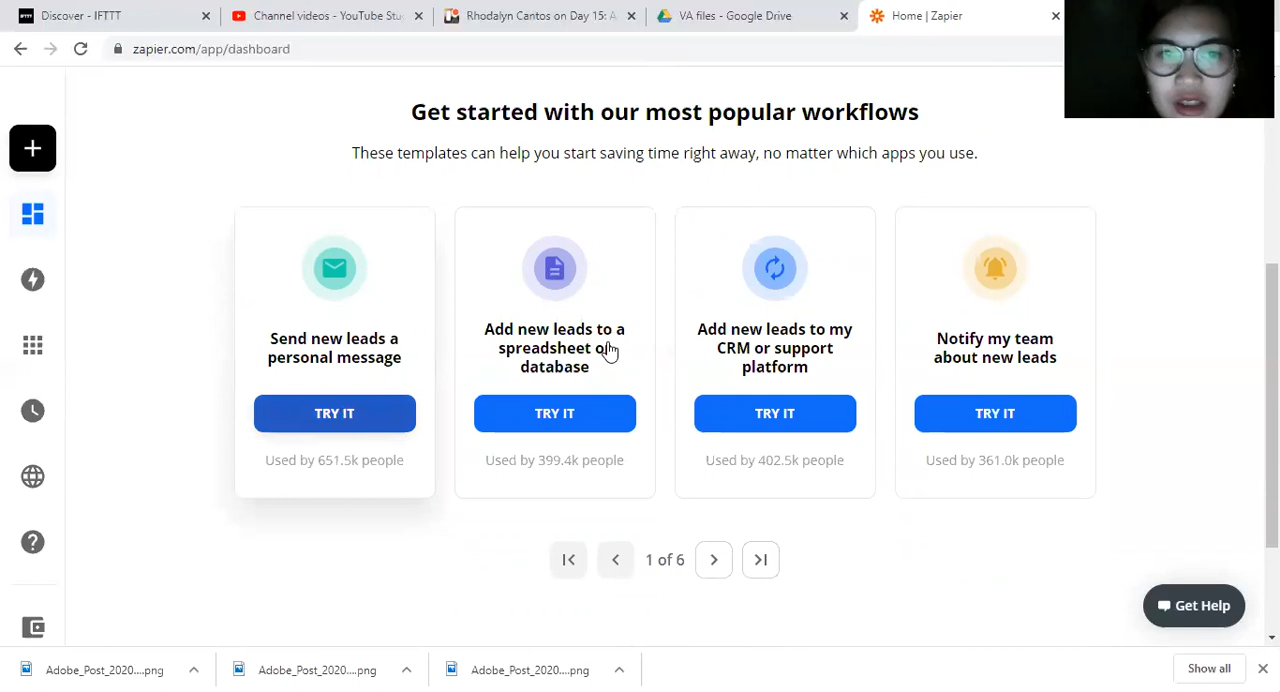 Discover - IFTTT
Channel videos - YouTube Stu
Rhodalyn Cantos on Day 15: A
VA files - Google Drive
Home | Zapier
zapier.com/app/dashboard
Get started with our most popular workflows
These templates can help you start saving time right away, no matter which apps you use.
Send new leads a
personal message
TRY IT
Used by 651.5k people
Add new leads to a
spreadsheet or
database
TRY IT
Used by 399.4k people
Add new leads to my
CRM or support
platform
TRY IT
Used by 402.5k people
Notify my team
about new leads
TRY IT
Used by 361.0k people
1 of 6
Get Help
Adobe_Post_2020....png
Adobe_Post_2020....png
Adobe_Post_2020....png
Show all